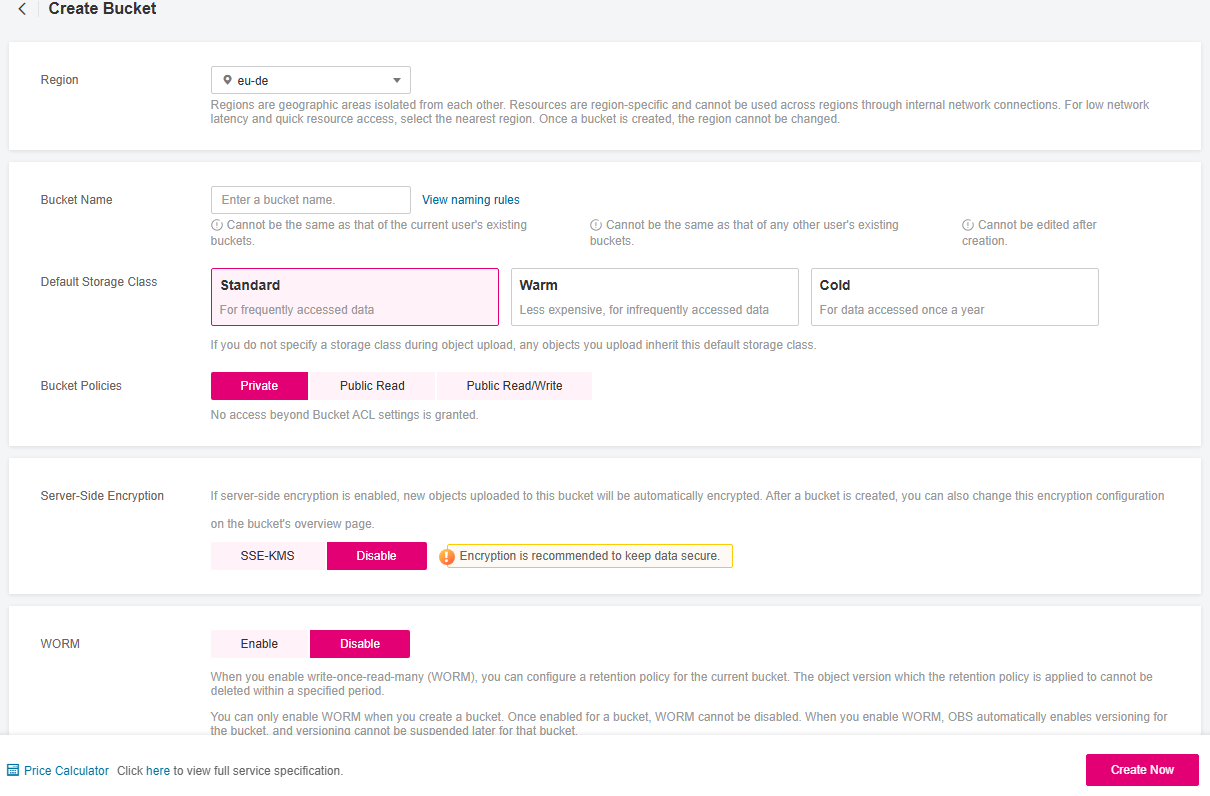 Create Bucket
Region
eu-de
Regions are geographic areas isolated from each other. Resources are region-specific and cannot be used across regions through internal network connections. For low network
latency and quick resource access, select the nearest region. Once a bucket is created, the region cannot be changed.
Bucket Name
Enter a bucket name.
View naming rules
Cannot be the same as that of the current user's existing
buckets.
Cannot be the same as that of any other user's existing
buckets.
Cannot be edited after
creation.
Default Storage Class
Standard
For frequently accessed data
Warm
Less expensive, for infrequently accessed data
Cold
For data accessed once a year
If you do not specify a storage class during object upload, any objects you upload inherit this default storage class.
Bucket Policies
Private
Public Read
Public Read/Write
No access beyond Bucket ACL settings is granted.
Server-Side Encryption
If server-side encryption is enabled, new objects uploaded to this bucket will be automatically encrypted. After a bucket is created, you can also change this encryption configuration
on the bucket's overview page.
SSE-KMS
Disable
Encryption is recommended to keep data secure.
WORM
Enable
Disable
When you enable write-once-read-many (WORM), you can configure a retention policy for the current bucket. The object version which the retention policy is applied to cannot be
deleted within a specified period.
You can only enable WORM when you create a bucket. Once enabled for a bucket, WORM cannot be disabled. When you enable WORM, OBS automatically enables versioning for
the bucket, and versioning cannot be suspended later for that bucket.
Price Calculator
Click here to view full service specification.
Create Now